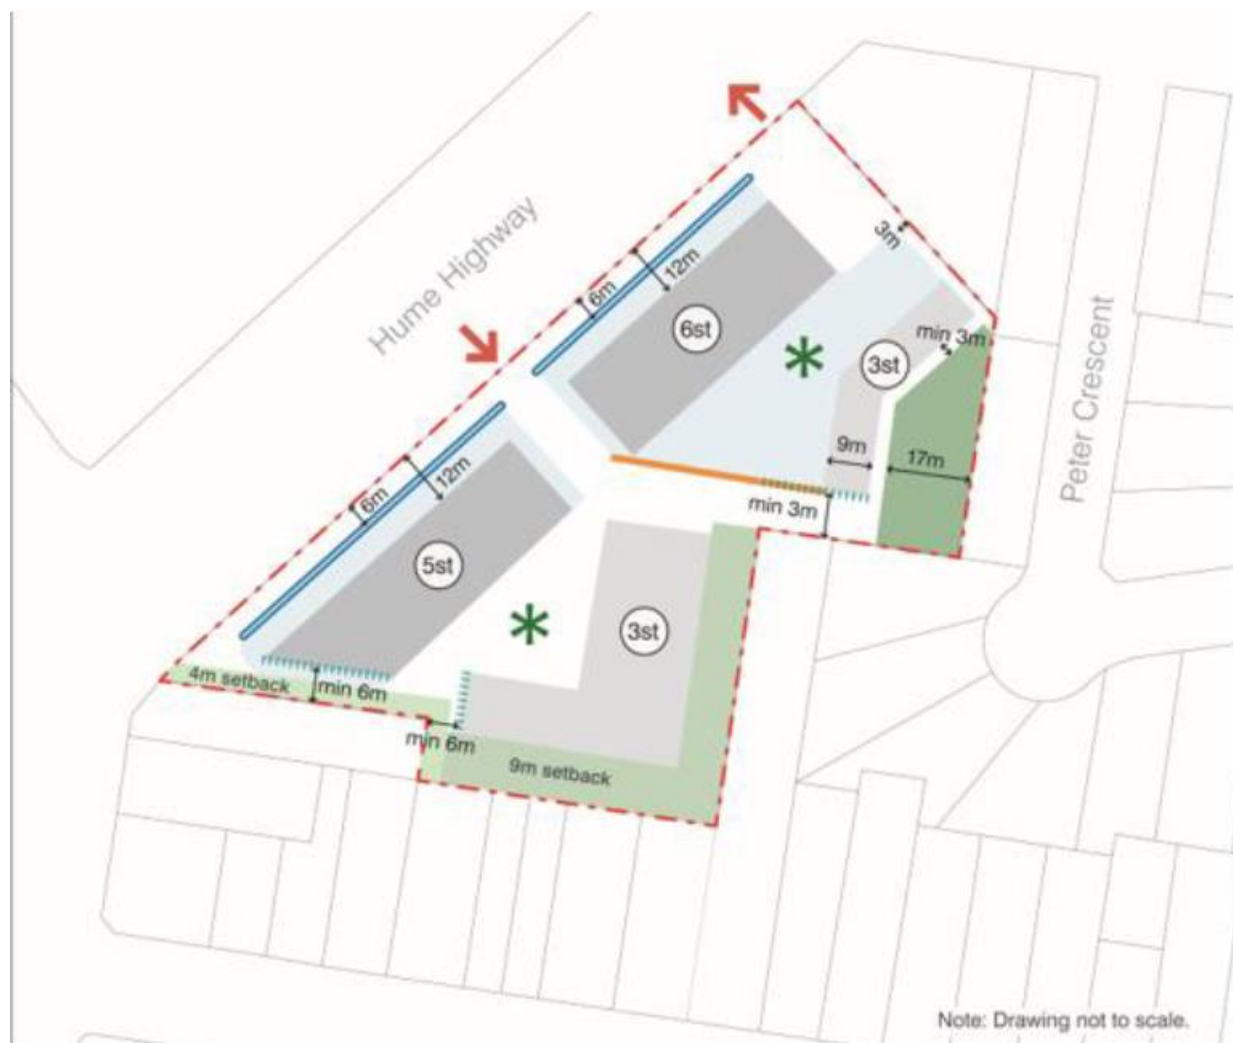 Hume Highway
3m
12m
6m
6st
min 3m
3st
Peter Crescent
9m
17m
12m
6m
min 3m
5st
3st
4m setback
min 6m
min 6m
9m setback
Note: Drawing not to scale.